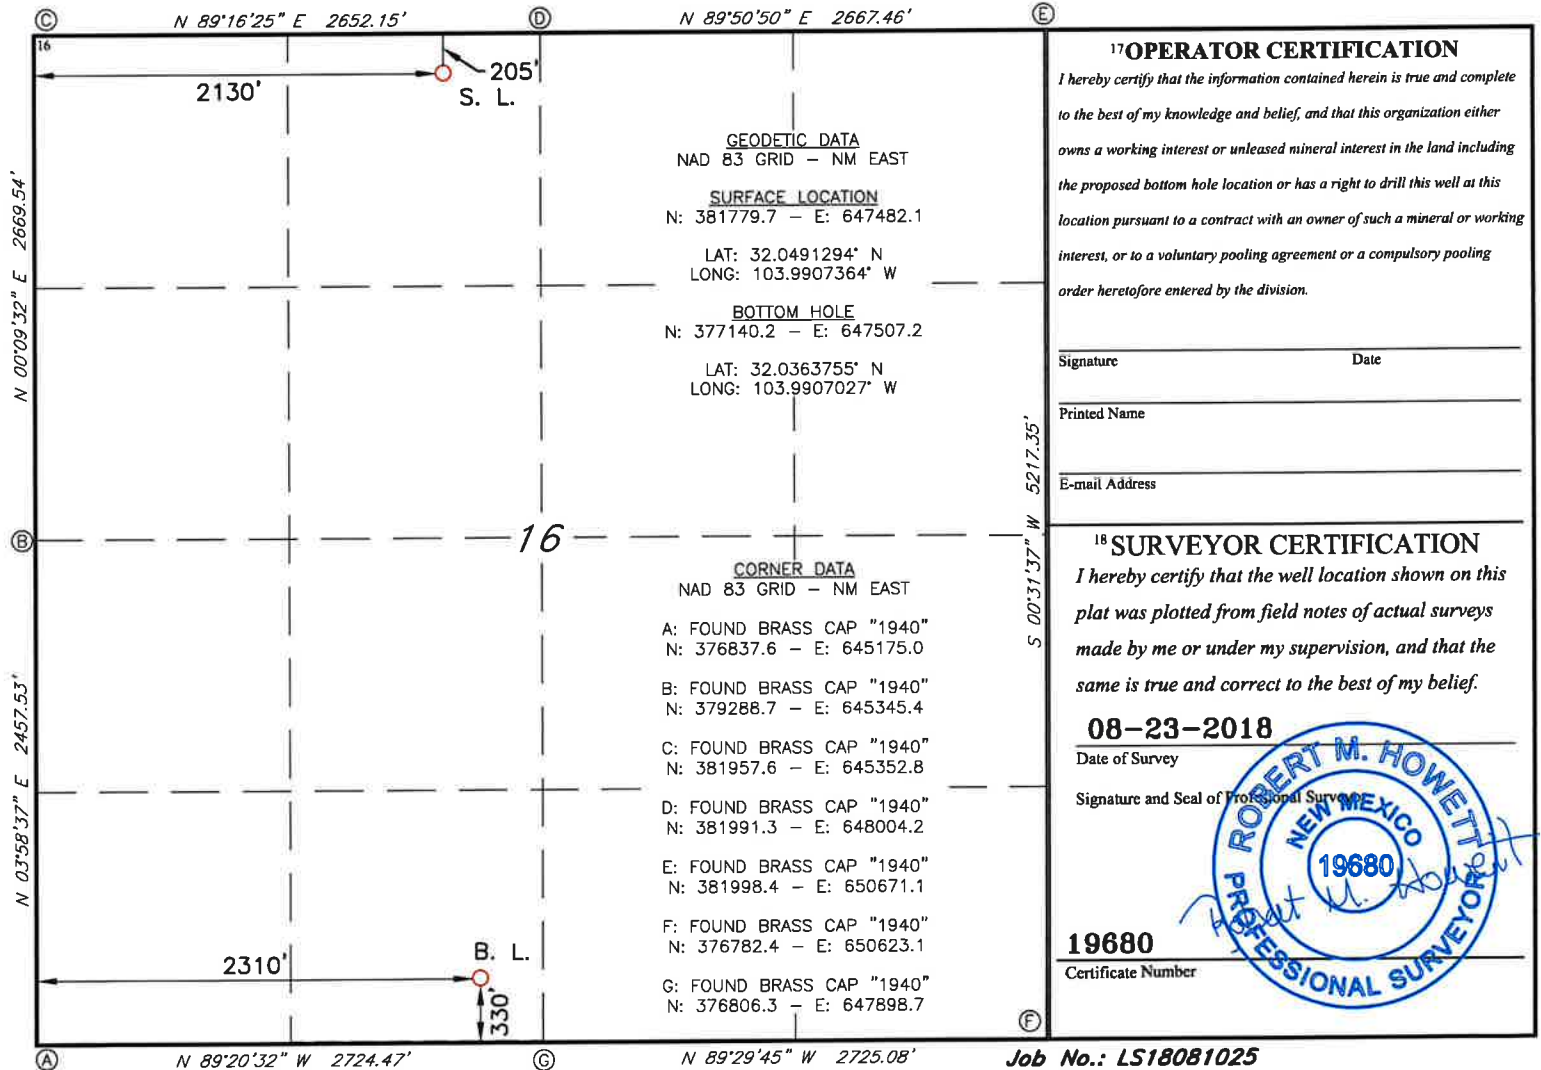 C N 89°16'25" E 2652.15' D N 89°50'50" E 2667.46' E
16
2130'
205'
S. L.
N 00°09'32" E 2669.54'
B
N 03°58'37" E 2457.53'
16
GEODETIC DATA
NAD 83 GRID – NM EAST
SURFACE LOCATION
N: 381779.7 – E: 647482.1
LAT: 32.0491294° N
LONG: 103.9907364° W
BOTTOM HOLE
N: 377140.2 – E: 647507.2
LAT: 32.0363755° N
LONG: 103.9907027° W
S 00°31'37" W 5217.35'
CORNER DATA
NAD 83 GRID – NM EAST
A: FOUND BRASS CAP "1940"
N: 376837.6 – E: 645175.0
B: FOUND BRASS CAP "1940"
N: 379288.7 – E: 645345.4
C: FOUND BRASS CAP "1940"
N: 381957.6 – E: 645352.8
D: FOUND BRASS CAP "1940"
N: 381991.3 – E: 648004.2
E: FOUND BRASS CAP "1940"
N: 381998.4 – E: 650671.1
F: FOUND BRASS CAP "1940"
N: 376782.4 – E: 650623.1
G: FOUND BRASS CAP "1940"
N: 376806.3 – E: 647898.7
B. L.
2310'
330'
F
A N 89°20'32" W 2724.47' G N 89°29'45" W 2725.08'
17 OPERATOR CERTIFICATION
I hereby certify that the information contained herein is true and complete
to the best of my knowledge and belief, and that this organization either
owns a working interest or unleased mineral interest in the land including
the proposed bottom hole location or has a right to drill this well at this
location pursuant to a contract with an owner of such a mineral or working
interest, or to a voluntary pooling agreement or a compulsory pooling
order heretofore entered by the division.
Signature Date
Printed Name
E-mail Address
18 SURVEYOR CERTIFICATION
I hereby certify that the well location shown on this
plat was plotted from field notes of actual surveys
made by me or under my supervision, and that the
same is true and correct to the best of my belief.
08-23-2018
Date of Survey
Signature and Seal of Professional Surveyor
ROBERT M. HOWETT
NEW MEXICO
19680
PROFESSIONAL SURVEYOR
Robert M. Howett
19680
Certificate Number
Job No.: LS18081025